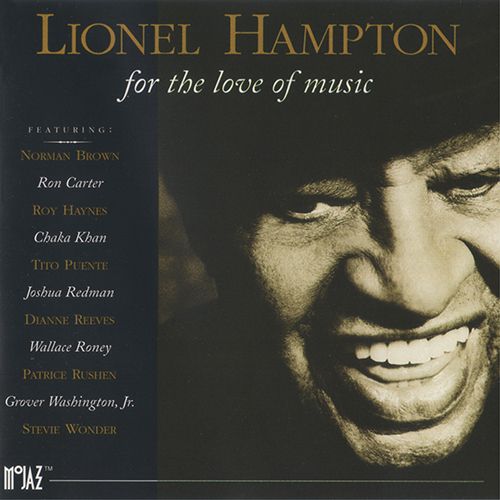 LIONEL HAMPTON
for the love of music
FEATURING:
NORMAN BROWN
Ron Carter
ROY HAYNES
Chaka Khan
TITO PUENTE
Joshua Redman
DIANNE REEVES
Wallace Roney
PATRICE RUSHEN
Grover Washington, Jr.
STEVIE WONDER
MOJAZZ™